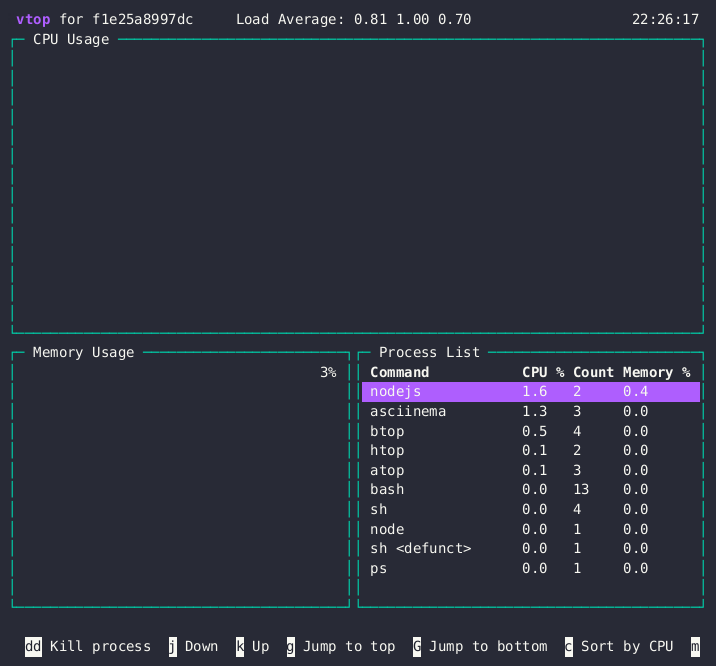 vtop for f1e25a8997dc Load Average: 0.81 1.00 0.70 22:26:17
CPU Usage
Memory Usage
3%
Process List
Command CPU % Count Memory %
nodejs 1.6 2 0.4
asciinema 1.3 3 0.0
btop 0.5 4 0.0
htop 0.1 2 0.0
atop 0.1 3 0.0
bash 0.0 13 0.0
sh 0.0 4 0.0
node 0.0 1 0.0
sh <defunct> 0.0 1 0.0
ps 0.0 1 0.0
dd Kill process j Down k Up g Jump to top G Jump to bottom c Sort by CPU m